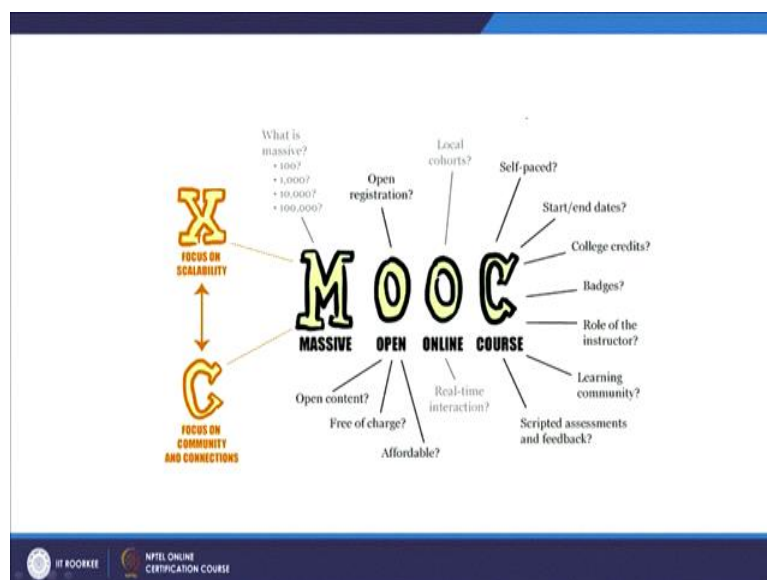 What is
massive?
• 100?
• 1,000?
• 10,000?
• 100,000?
Open
registration?
Local
cohorts?
Self-paced?
Start/end dates?
College credits?
Badges?
Role of the
instructor?
Learning
community?
Scripted assessments
and feedback?
X
FOCUS ON
SCALABILITY
C
FOCUS ON
COMMUNITY
AND CONNECTIONS
MOOC
MASSIVE OPEN ONLINE COURSE
Open content?
Free of charge?
Affordable?
Real-time
interaction?
IIT ROORKEE
NPTEL ONLINE
CERTIFICATION COURSE